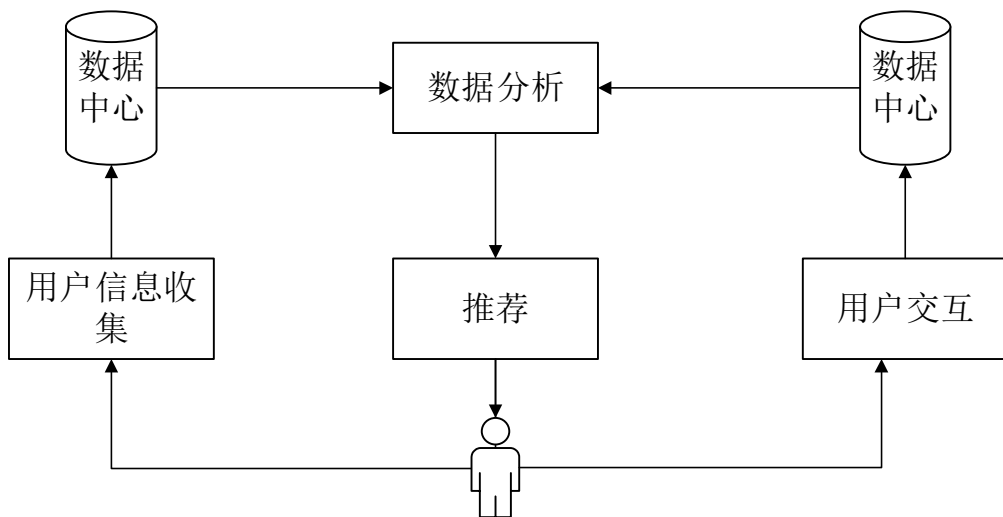 数据
中心
数据分析
数据
中心
用户信息收
集
推荐
用户交互